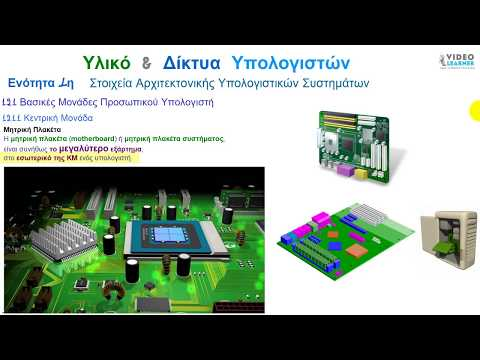 Υλικό & Δίκτυα Υπολογιστών
VIDEO
LEARNER
Ενότητα 1η Στοιχεία Αρχιτεκτονικής Υπολογιστικών Συστημάτων
1.2.1 Βασικές Μονάδες Προσωπικού Υπολογιστή
1.2.1.1 Κεντρική Μονάδα
Μητρική Πλακέτα
Η μητρική πλακέτα (motherboard) ή μητρική πλακέτα συστήματος,
είναι συνήθως το μεγαλύτερο εξάρτημα,
στο εσωτερικό της ΚΜ ενός υπολογιστή